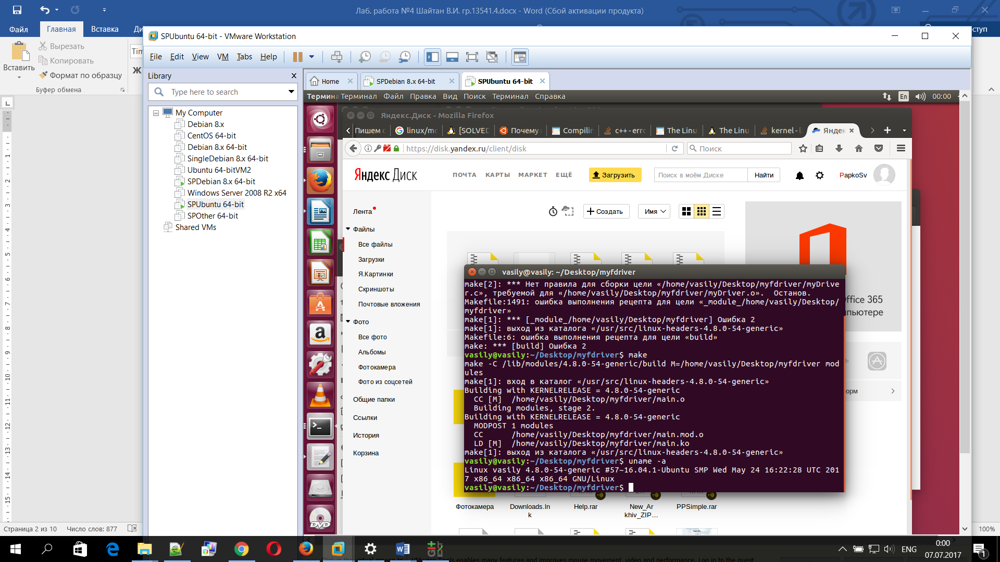 Лаб. работа №4 Шайтан В.И. гр.13541.4.docx - Word (Сбой активации продукта)
Файл
Главная
Вставка
Вставить
Вырезать
Копировать
Формат по образцу
Буфер обмена
Ж
SPUbuntu 64-bit - VMware Workstation
File Edit View VM Tabs Help
Library
Type here to search
My Computer
Debian 8.x
CentOS 64-bit
Debian 8.x 64-bit
SingleDebian 8.x 64-bit
Ubuntu 64-bitVM2
SPDebian 8.x 64-bit
Windows Server 2008 R2 x64
SPUbuntu 64-bit
SPOther 64-bit
Shared VMs
Home
SPDebian 8.x 64-bit
SPUbuntu 64-bit
Терминал Файл Правка Вид Поиск Терминал Справка
En
00:00
Яндекс.Диск - Mozilla Firefox
Пишем
linux/mo
[SOLVED
Почему
Compilin
c++ - erro
The Linu
The Linu
kernel - l
Яндек
https://disk.yandex.ru/client/disk
Поиск
Яндекс Диск
ПОЧТА КАРТЫ МАРКЕТ ЕЩЁ
Загрузить
Поиск в моём Диске
Найти
PapkoSv
Лента
Файлы
Все файлы
Загрузки
Я.Картинки
Скриншоты
Почтовые вложения
Фото
Все фото
Альбомы
Фотокамера
Фото из соцсетей
Общие папки
Ссылки
История
Корзина
Создать
Имя
ffice 365
пьютере
орм
vasily@vasily: ~/Desktop/myfdriver
make[2]: *** Нет правила для сборки цели «/home/vasily/Desktop/myfdriver/myDrive
r.c», требуемой для «/home/vasily/Desktop/myfdriver/myDriver.o».  Останов.
Makefile:1491: ошибка выполнения рецепта для цели «_module_/home/vasily/Desktop/
myfdriver»
make[1]: *** [_module_/home/vasily/Desktop/myfdriver] Ошибка 2
make[1]: выход из каталога «/usr/src/linux-headers-4.8.0-54-generic»
Makefile:6: ошибка выполнения рецепта для цели «build»
make: *** [build] Ошибка 2
vasily@vasily:~/Desktop/myfdriver$ make
make -C /lib/modules/4.8.0-54-generic/build M=/home/vasily/Desktop/myfdriver mod
ules
make[1]: вход в каталог «/usr/src/linux-headers-4.8.0-54-generic»
Building with KERNELRELEASE = 4.8.0-54-generic
CC [M]  /home/vasily/Desktop/myfdriver/main.o
Building modules, stage 2.
Building with KERNELRELEASE = 4.8.0-54-generic
MODPOST 1 modules
CC      /home/vasily/Desktop/myfdriver/main.mod.o
LD [M]  /home/vasily/Desktop/myfdriver/main.ko
make[1]: выход из каталога «/usr/src/linux-headers-4.8.0-54-generic»
vasily@vasily:~/Desktop/myfdriver$ uname -a
Linux vasily 4.8.0-54-generic #57~16.04.1-Ubuntu SMP Wed May 24 16:22:28 UTC 201
7 x86_64 x86_64 x86_64 GNU/Linux
vasily@vasily:~/Desktop/myfdriver$
Фотокамера
Downloads.ln
k
Help.rar
New_Ar
khiv_ZIP...
PPSimple.rar
Страница 2 из 10
Число слов: 877
100%
ENG
0:00
07.07.2017
1